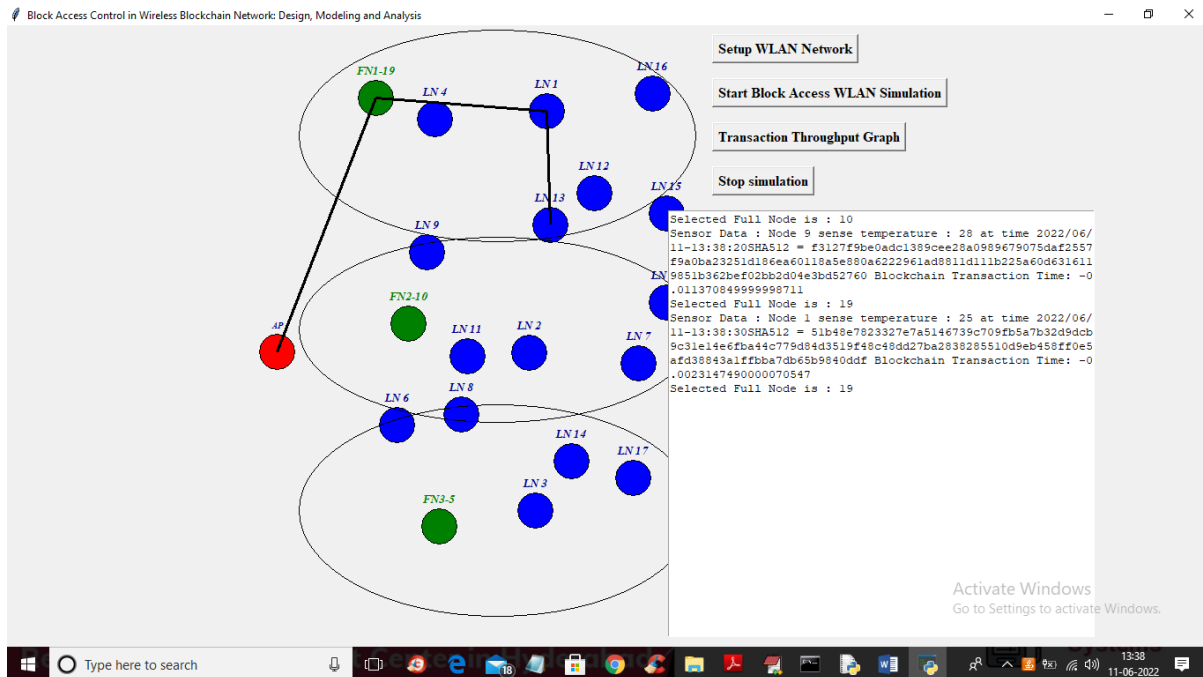 Block Access Control in Wireless Blockchain Network: Design, Modeling and Analysis
Setup WLAN Network
Start Block Access WLAN Simulation
Transaction Throughput Graph
Stop simulation
FN1-19
LN 4
LN 1
LN 16
LN 12
LN 13
LN 15
LN 9
LN
FN2-10
AP
LN 11
LN 2
LN 7
LN 6
LN 8
LN 14
LN 17
LN 3
FN3-5
Selected Full Node is : 10
Sensor Data : Node 9 sense temperature : 28 at time 2022/06/
11-13:38:20SHA512 = f3127f9be0adc1389cee28a0989679075daf2557
f9a0ba23251d186ea60118a5e880a6222961ad8811d111b225a60d631611
9851b362bef02bb2d04e3bd52760 Blockchain Transaction Time: -0
.011370849999998711
Selected Full Node is : 19
Sensor Data : Node 1 sense temperature : 25 at time 2022/06/
11-13:38:30SHA512 = 51b48e7823327e7a5146739c709fb5a7b32d9dcb
9c31e14e6fba44c779d84d3519f48c48dd27ba2838285510d9eb458ff0e5
afd38843a1ffbba7db65b9840ddf Blockchain Transaction Time: -0
.0023147490000070547
Selected Full Node is : 19
Activate Windows
Go to Settings to activate Windows.
Type here to search
18
13:38
11-06-2022